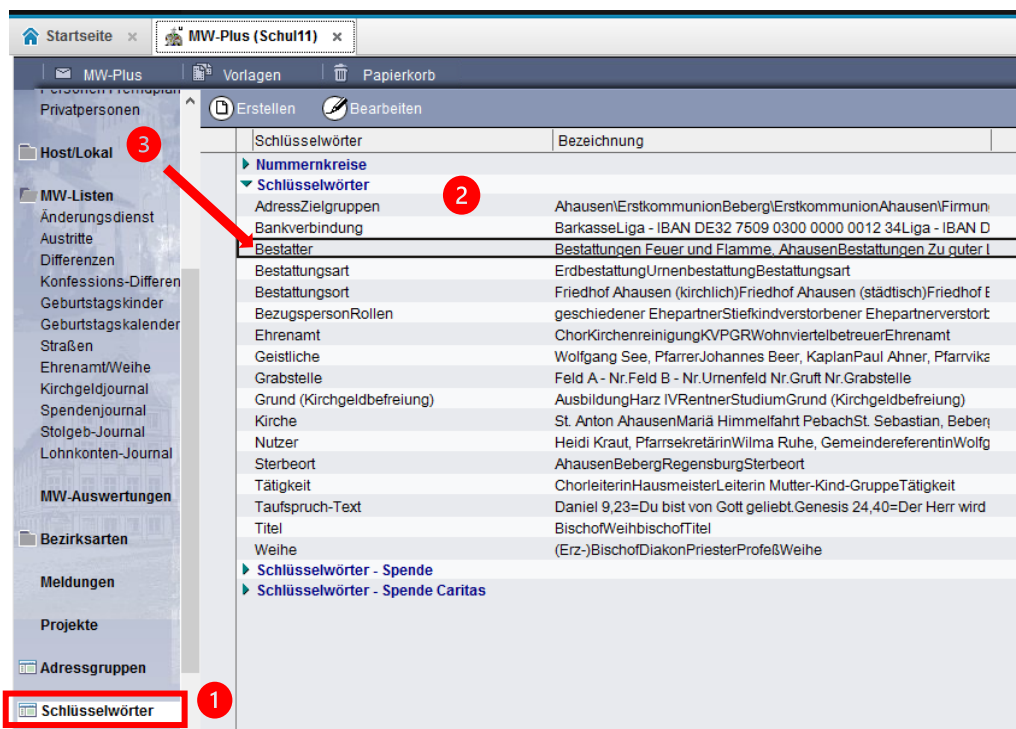 Startseite × MW-Plus (Schul11) ×
MW-Plus Vorlagen Papierkorb
Privatpersonen
Host/Lokal
MW-Listen
Änderungsdienst
Austritte
Differenzen
Konfessions-Differen
Geburtstagskinder
Geburtstagskalender
Straßen
Ehrenamt/Weihe
Kirchgeldjournal
Spendenjournal
Stolgeb-Journal
Lohnkonten-Journal
MW-Auswertungen
Bezirksarten
Meldungen
Projekte
Adressgruppen
Schlüsselwörter
1
2
3
Erstellen Bearbeiten
Schlüsselwörter Bezeichnung
Nummernkreise
Schlüsselwörter
AdressZielgruppen Ahausen\ErstkommunionBeberg\ErstkommunionAhausen\Firmun
Bankverbindung BarkasseLiga - IBAN DE32 7509 0300 0000 0012 34Liga - IBAN D
Bestatter Bestattungen Feuer und Flamme, AhausenBestattungen Zu guter L
Bestattungsart ErdbestattungUrnenbestattungBestattungsart
Bestattungsort Friedhof Ahausen (kirchlich)Friedhof Ahausen (städtisch)Friedhof
BezugspersonRollen geschiedener EhepartnerStiefkindverstorbener Ehepartnerverstorb
Ehrenamt ChorKirchenreinigungKVPGRWohnviertelbetreuerEhrenamt
Geistliche Wolfgang See, PfarrerJohannes Beer, KaplanPaul Ahner, Pfarrvika
Grabstelle Feld A - Nr.Feld B - Nr.Urnenfeld Nr.Gruft Nr.Grabstelle
Grund (Kirchgeldbefreiung) AusbildungHarz IVRentnerStudiumGrund (Kirchgeldbefreiung)
Kirche St. Anton AhausenMariä Himmelfahrt PebachSt. Sebastian, Beber
Nutzer Heidi Kraut, PfarrsekretärinWilma Ruhe, GemeindereferentinWolfg
Sterbeort AhausenBebergRegensburgSterbeort
Tätigkeit ChorleiterinHausmeisterLeiterin Mutter-Kind-GruppeTätigkeit
Taufspruch-Text Daniel 9,23=Du bist von Gott geliebt.Genesis 24,40=Der Herr wird
Titel BischofWeihbischofTitel
Weihe (Erz-)BischofDiakonPriesterProfeßWeihe
Schlüsselwörter - Spende
Schlüsselwörter - Spende Caritas